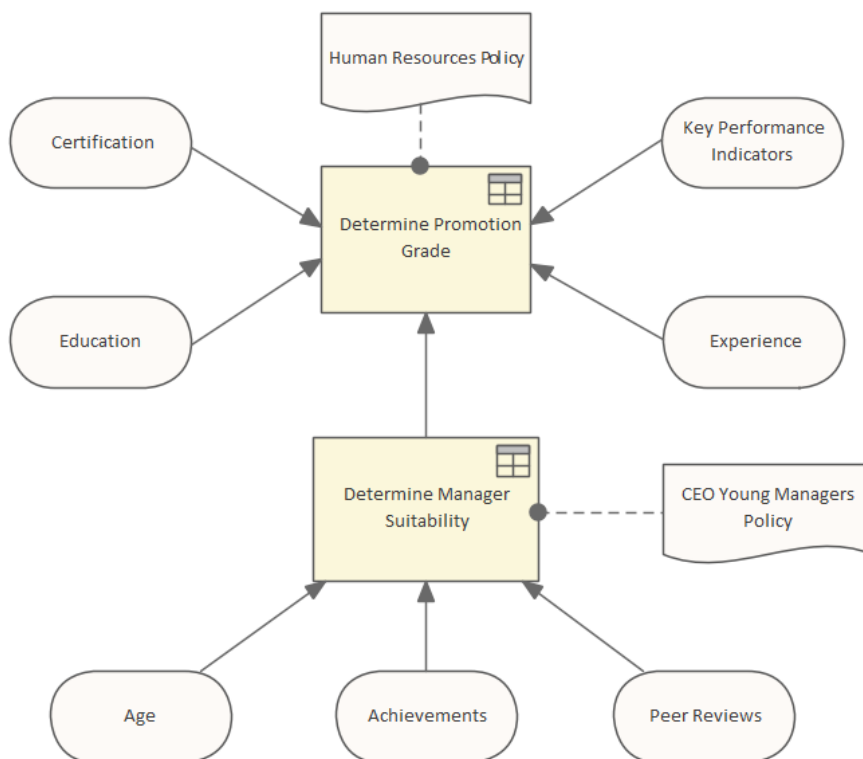 Human Resources Policy
Certification
Key Performance
Indicators
Determine Promotion
Grade
Education
Experience
Determine Manager
Suitability
CEO Young Managers
Policy
Age
Achievements
Peer Reviews